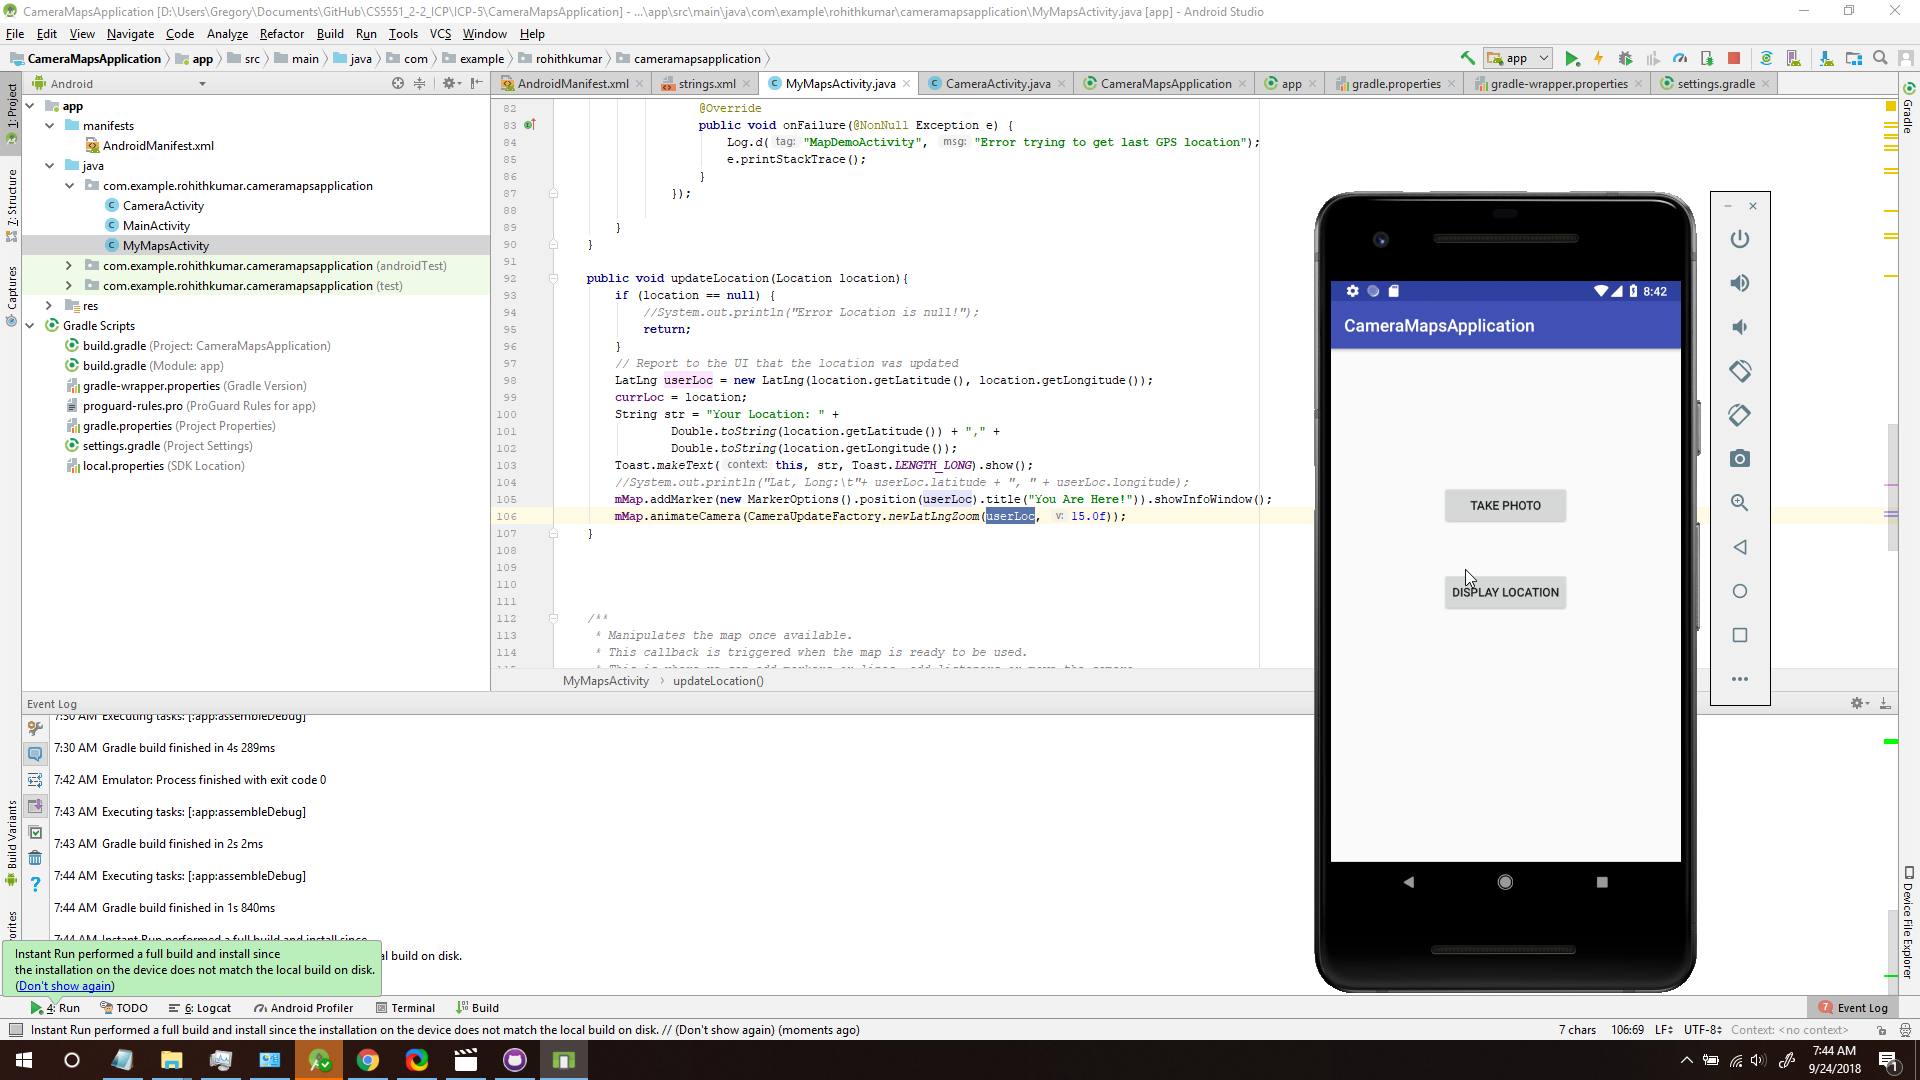 CameraMapsApplication [D:\Users\Gregory\Documents\GitHub\CS5551_2-2_ICP\ICP-5\CameraMapsApplication] - ...\app\src\main\java\com\example\rohithkumar\cameramapsapplication\MyMapsActivity.java [app] - Android Studio
File Edit View Navigate Code Analyze Refactor Build Run Tools VCS Window Help
CameraMapsApplication app src main java com example rohithkumar cameramapsapplication app
Android
AndroidManifest.xml strings.xml MyMapsActivity.java CameraActivity.java CameraMapsApplication app gradle.properties gradle-wrapper.properties settings.gradle
1: Project
7: Structure
Captures
Build Variants
Gradle
Device File Explorer
app
manifests
AndroidManifest.xml
java
com.example.rohithkumar.cameramapsapplication
CameraActivity
MainActivity
MyMapsActivity
com.example.rohithkumar.cameramapsapplication (androidTest)
com.example.rohithkumar.cameramapsapplication (test)
res
Gradle Scripts
build.gradle (Project: CameraMapsApplication)
build.gradle (Module: app)
gradle-wrapper.properties (Gradle Version)
proguard-rules.pro (ProGuard Rules for app)
gradle.properties (Project Properties)
settings.gradle (Project Settings)
local.properties (SDK Location)
82 @Override
83 public void onFailure(@NonNull Exception e) {
84 Log.d( tag: "MapDemoActivity", msg: "Error trying to get last GPS location");
85 e.printStackTrace();
86 }
87 });
88
89 }
90 }
91
92 public void updateLocation(Location location){
93 if (location == null) {
94 //System.out.println("Error Location is null!");
95 return;
96 }
97 // Report to the UI that the location was updated
98 LatLng userLoc = new LatLng(location.getLatitude(), location.getLongitude());
99 currLoc = location;
100 String str = "Your Location: " +
101 Double.toString(location.getLatitude()) + "," +
102 Double.toString(location.getLongitude());
103 Toast.makeText( context: this, str, Toast.LENGTH_LONG).show();
104 //System.out.println("Lat, Long:\t"+ userLoc.latitude + ", " + userLoc.longitude);
105 mMap.addMarker(new MarkerOptions().position(userLoc).title("You Are Here!")).showInfoWindow();
106 mMap.animateCamera(CameraUpdateFactory.newLatLngZoom(userLoc, v: 15.0f));
107 }
108
109
110
111
112 /**
113 * Manipulates the map once available.
114 * This callback is triggered when the map is ready to be used.
MyMapsActivity updateLocation()
8:42
CameraMapsApplication
TAKE PHOTO
DISPLAY LOCATION
Event Log
7:30 AM Executing tasks: [:app:assembleDebug]
7:30 AM Gradle build finished in 4s 289ms
7:42 AM Emulator: Process finished with exit code 0
7:43 AM Executing tasks: [:app:assembleDebug]
7:43 AM Gradle build finished in 2s 2ms
7:44 AM Executing tasks: [:app:assembleDebug]
7:44 AM Gradle build finished in 1s 840ms
7:44 AM Instant Run performed a full build and install since
al build on disk.
Instant Run performed a full build and install since
the installation on the device does not match the local build on disk.
(Don't show again)
4: Run TODO 6: Logcat Android Profiler Terminal Build 7 Event Log
Instant Run performed a full build and install since the installation on the device does not match the local build on disk. // (Don't show again) (moments ago) 7 chars 106:69 LF UTF-8 Context: <no context>
7:44 AM
9/24/2018
1